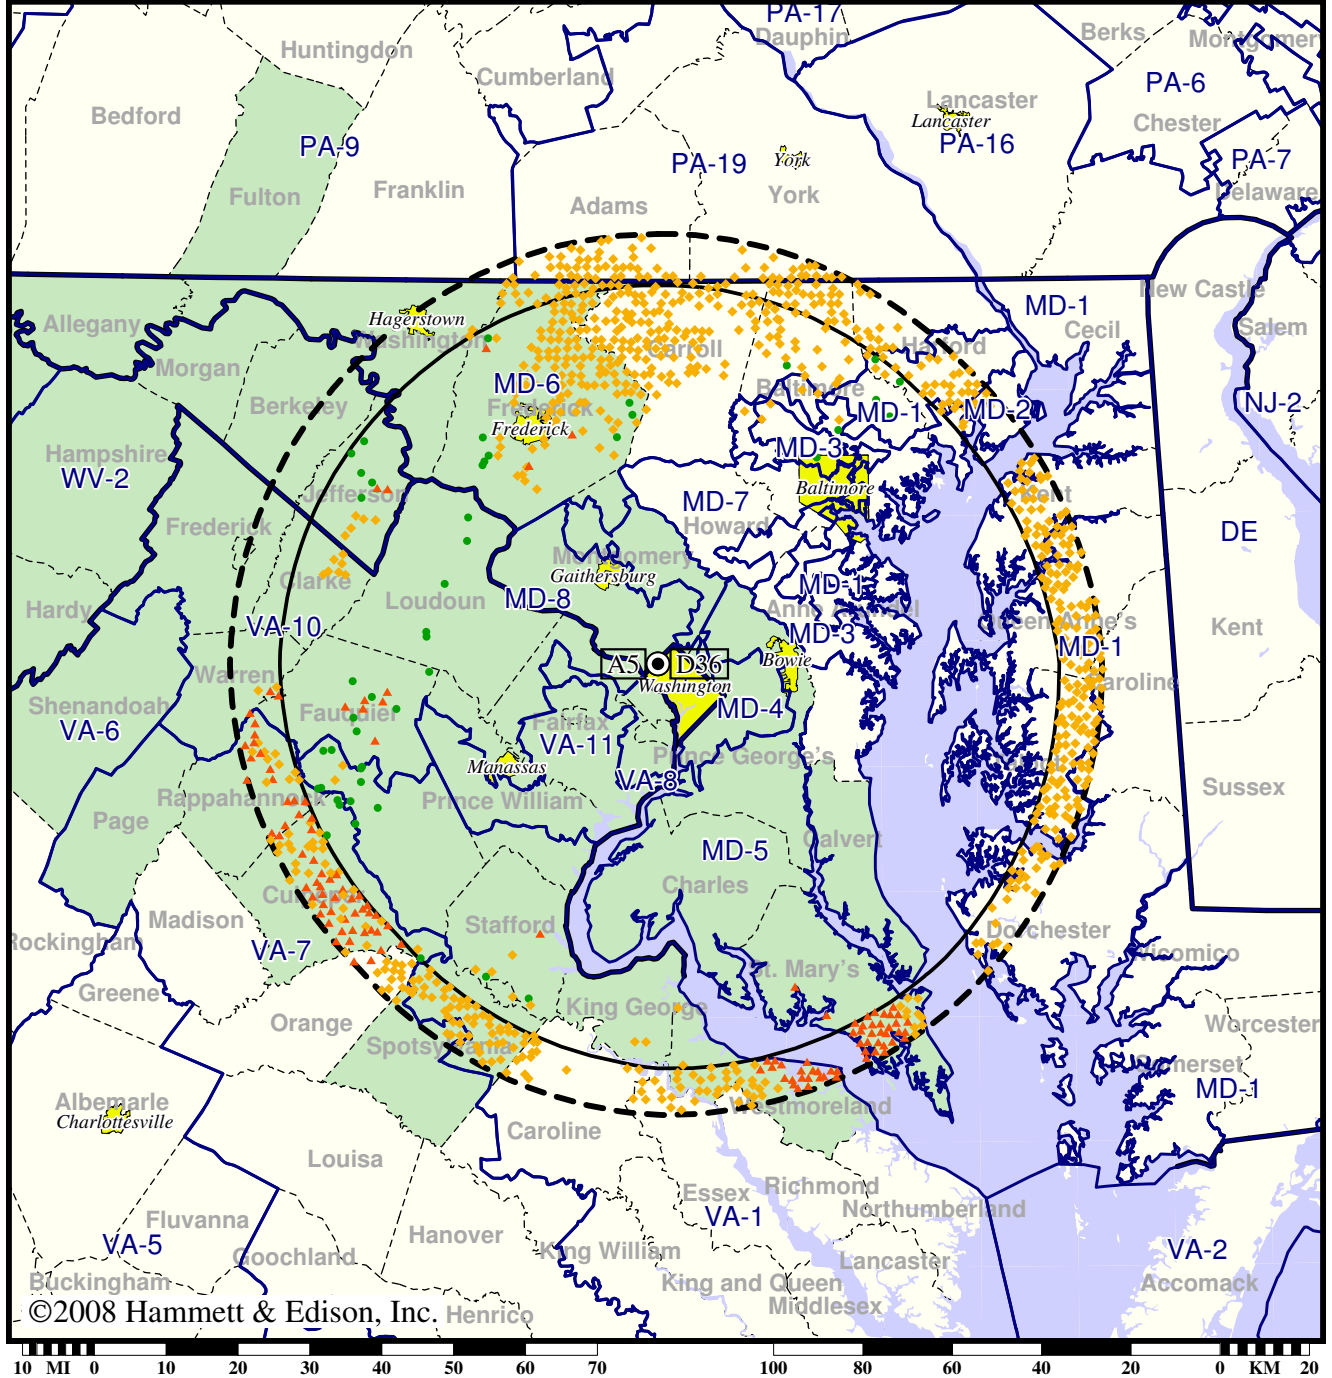 PA-17
Dauphin
Berks
Montgomery
Huntingdon
Cumberland
PA-6
Bedford
Lancaster
Lancaster
Chester
PA-9
PA-16
PA-19
York
PA-7
Fulton
Franklin
Adams
York
Delaware
New Castle
MD-1
Cecil
Salem
Allegany
Hagerstown
Washington
Harford
Carroll
Morgan
MD-6
Baltimore
Berkeley
Frederick
Frederick
MD-1
MD-2
NJ-2
Hampshire
WV-2
MD-3
Baltimore
Jefferson
Kent
MD-7
Howard
Frederick
DE
Montgomery
Gaithersburg
Clarke
Loudoun
MD-8
MD-1
Anne Arundel
Hardy
VA-10
MD-3
Queen Anne's
MD-1
Kent
A5
D36
Bowie
Washington
Warren
Caroline
Shenandoah
VA-6
Fauquier
Fairfax
VA-11
MD-4
Prince George's
Manassas
VA-8
Talbot
Sussex
Rappahannock
Prince William
Page
Calvert
MD-5
Charles
Culpeper
Madison
Stafford
Dorchester
Rockingham
VA-7
Wicomico
St. Mary's
Greene
King George
Orange
Worcester
Spotsylvania
Somerset
MD-1
Albemarle
Charlottesville
Westmoreland
Caroline
Louisa
Essex
Richmond
VA-1
Northumberland
Fluvanna
VA-5
Hanover
Goochland
King William
VA-2
Lancaster
Buckingham
King and Queen
Accomack
Middlesex
©2008 Hammett & Edison, Inc.
Henrico
10 MI 0 10 20 30 40 50 60 70 100 80 60 40 20 0 KM 20